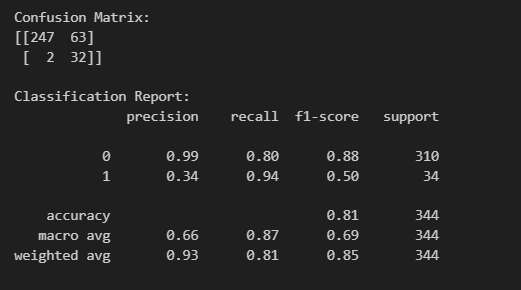 Confusion Matrix:
[[247  63]
 [  2  32]]
Classification Report:
              precision    recall  f1-score   support
           0       0.99      0.80      0.88       310
           1       0.34      0.94      0.50        34
    accuracy                           0.81       344
   macro avg       0.66      0.87      0.69       344
weighted avg       0.93      0.81      0.85       344